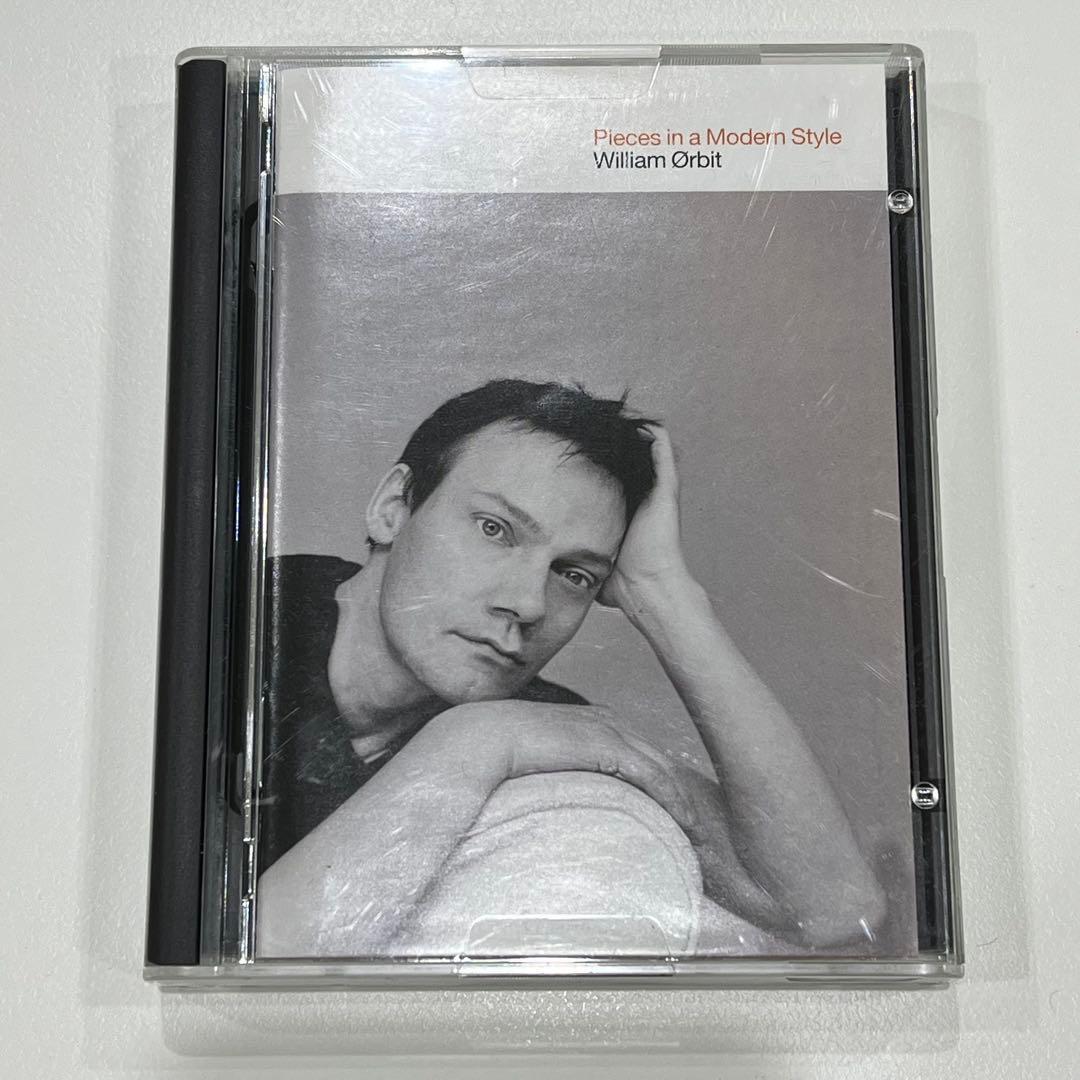 Pieces in a Modern Style
William Ørbit